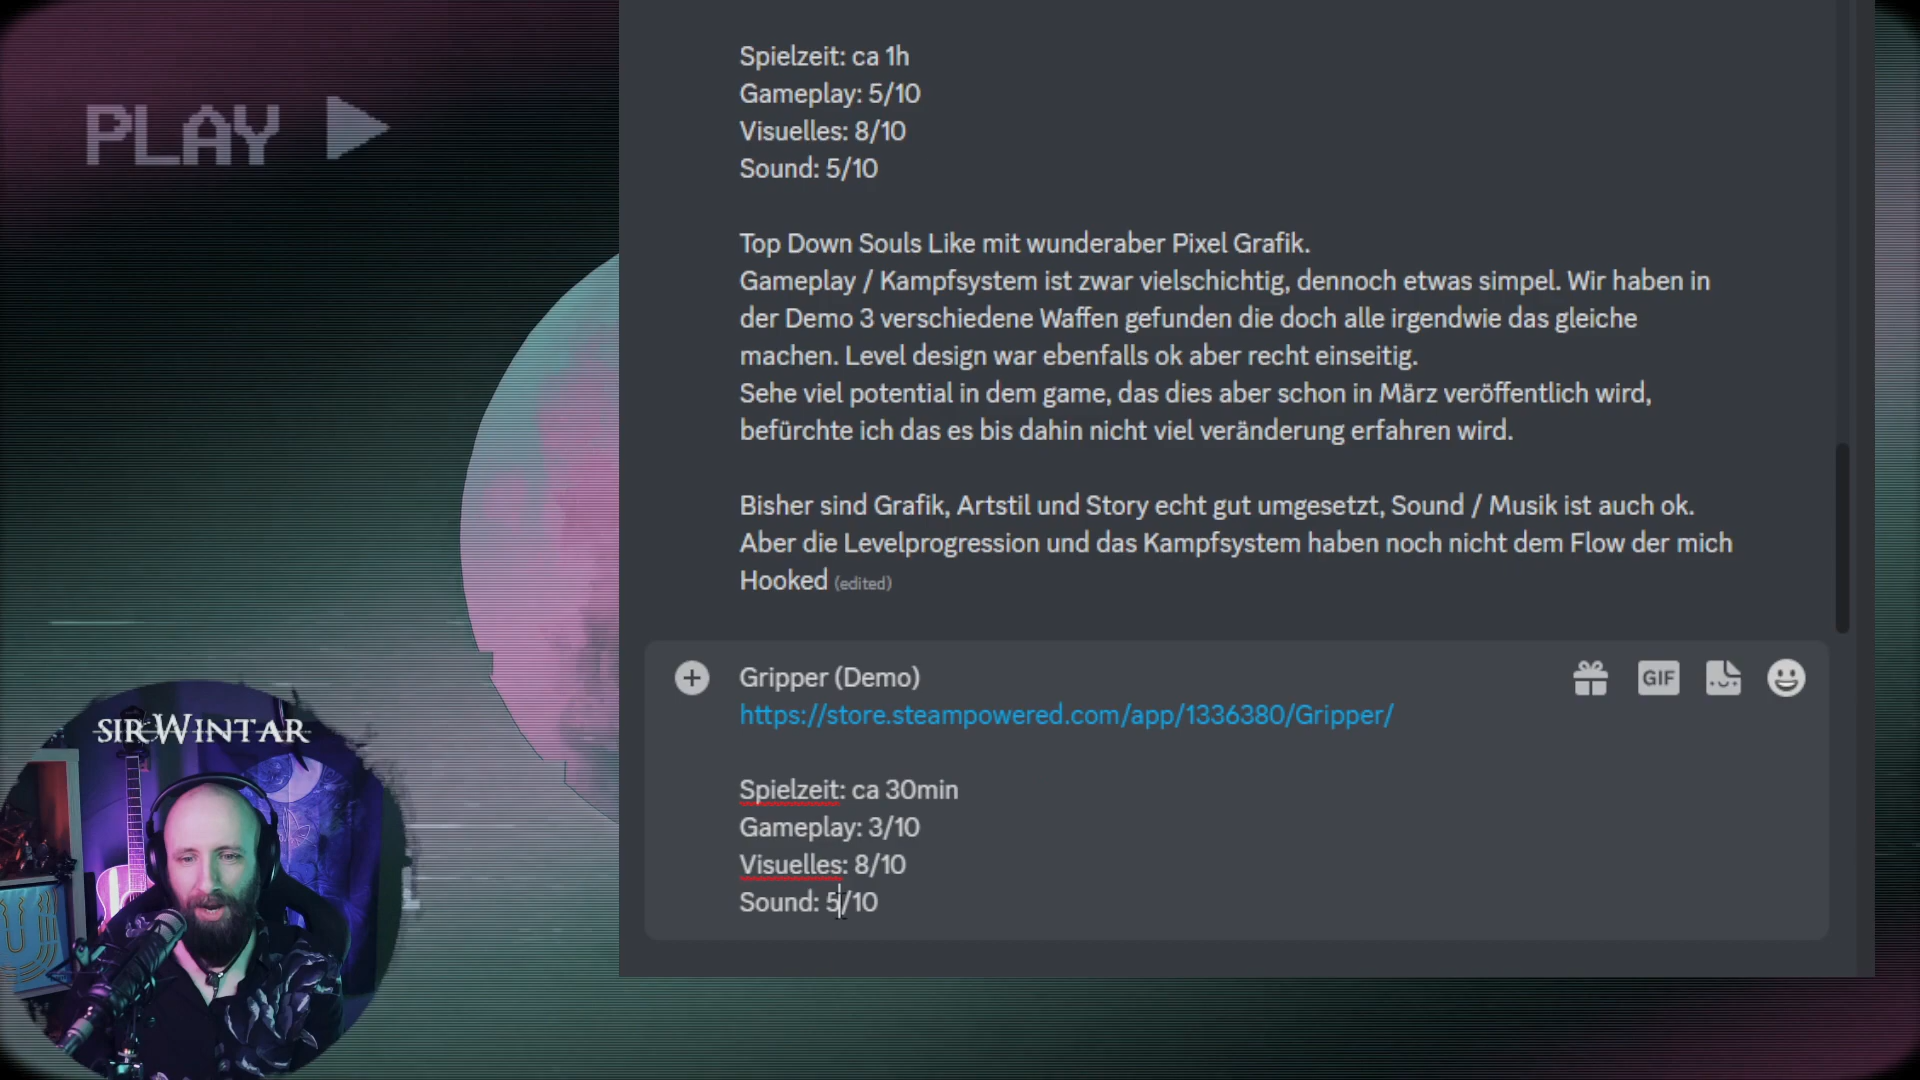 PLAY
Spielzeit: ca 1h
Gameplay: 5/10
Visuelles: 8/10
Sound: 5/10
Top Down Souls Like mit wunderaber Pixel Grafik.
Gameplay / Kampfsystem ist zwar vielschichtig, dennoch etwas simpel. Wir haben in
der Demo 3 verschiedene Waffen gefunden die doch alle irgendwie das gleiche
machen. Level design war ebenfalls ok aber recht einseitig.
Sehe viel potential in dem game, das dies aber schon in März veröffentlich wird,
befürchte ich das es bis dahin nicht viel veränderung erfahren wird.
Bisher sind Grafik, Artstil und Story echt gut umgesetzt, Sound / Musik ist auch ok.
Aber die Levelprogression und das Kampfsystem haben noch nicht dem Flow der mich
Hooked (edited)
Gripper (Demo)
GIF
https://store.steampowered.com/app/1336380/Gripper/
Spielzeit: ca 30min
Gameplay: 3/10
Visuelles: 8/10
Sound: 5/10
SIR WINTAR